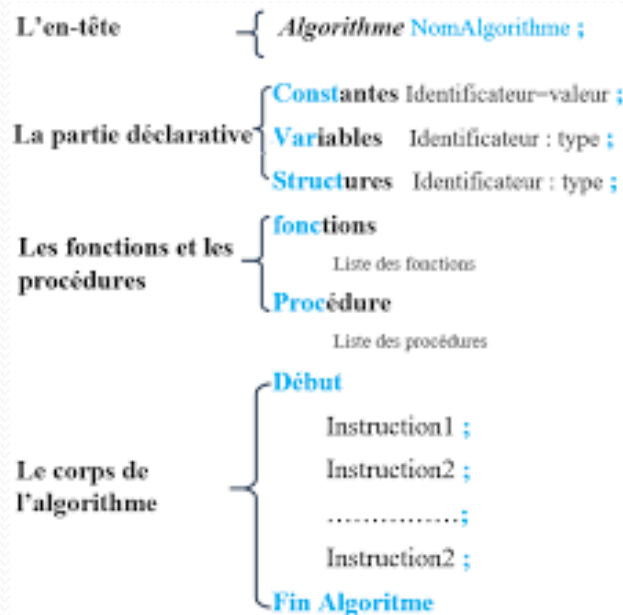 L'en-tête Algorithme NomAlgorithme ;
Constantes Identificateur=valeur ;
La partie déclarative Variables Identificateur : type ;
Structures Identificateur : type ;
fonctions
Les fonctions et les
procédures
Liste des fonctions
Procédure
Liste des procédures
Début
Instruction1 ;
Le corps de
l'algorithme
Instruction2 ;
................;
Instruction2 ;
Fin Algoritme